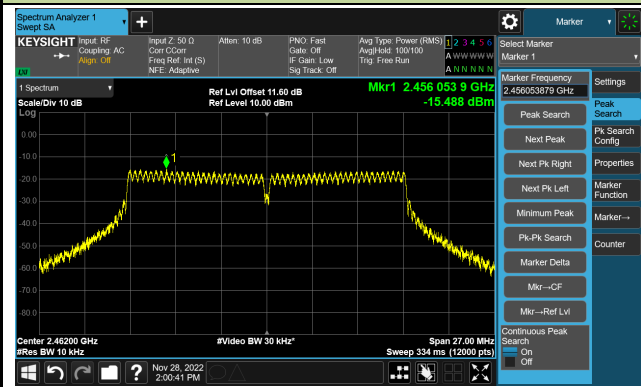 Spectrum Analyzer 1
Swept SA
Marker
KEYSIGHT
Input: RF
Coupling: AC
Align: Off
Input Z: 50 Ω
Corr CCorr
Freq Ref: Int (S)
NFE: Adaptive
Atten: 10 dB
PNO: Fast
Gate: Off
IF Gain: Low
Sig Track: Off
Avg Type: Power (RMS)
Avg|Hold: 100/100
Trig: Free Run
1 2 3 4 5 6
A W W W W W
A N N N N N
LXI
Select Marker
Marker 1
1 Spectrum
Scale/Div 10 dB
Log
Ref Lvl Offset 11.60 dB
Ref Level 10.00 dBm
Mkr1 2.456 053 9 GHz
-15.488 dBm
0.00
-10.0
-20.0
-30.0
-40.0
-50.0
-60.0
-70.0
-80.0
1
Center 2.46200 GHz
#Res BW 10 kHz
#Video BW 30 kHz*
Span 27.00 MHz
Sweep 334 ms (12000 pts)
Marker Frequency
2.456053879 GHz
Peak Search
Next Peak
Next Pk Right
Next Pk Left
Minimum Peak
Pk-Pk Search
Marker Delta
Mkr→CF
Mkr→Ref Lvl
Continuous Peak
Search
On
Off
Settings
Peak
Search
Pk Search
Config
Properties
Marker
Function
Marker→
Counter
Nov 28, 2022
2:00:41 PM